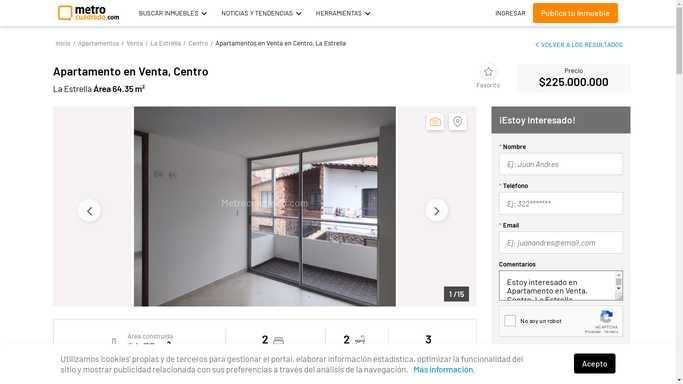 metro
cuadrado.com
BUSCAR INMUEBLES
NOTICIAS Y TENDENCIAS
HERRAMIENTAS
INGRESAR
Publica tu Inmueble
Inicio / Apartamentos / Venta / La Estrella / Centro / Apartamentos en Venta en Centro, La Estrella
VOLVER A LOS RESULTADOS
Apartamento en Venta, Centro
La Estrella Área 64.35 m²
Favorito
Precio
$225.000.000
1 /15
¡Estoy Interesado!
* Nombre
Ej: Juan Andres
* Teléfono
Ej: 322*******
* Email
Ej: juanandres@email.com
Comentarios
Estoy interesado en
Apartamento en Venta,
Centro, La Estrella
No soy un robot
reCAPTCHA
Privacidad - Términos
Área construida
2
2
3
Utilizamos 'cookies' propias y de terceros para gestionar el portal, elaborar información estadística, optimizar la funcionalidad del
sitio y mostrar publicidad relacionada con sus preferencias a través del análisis de la navegación. Más información.
Acepto